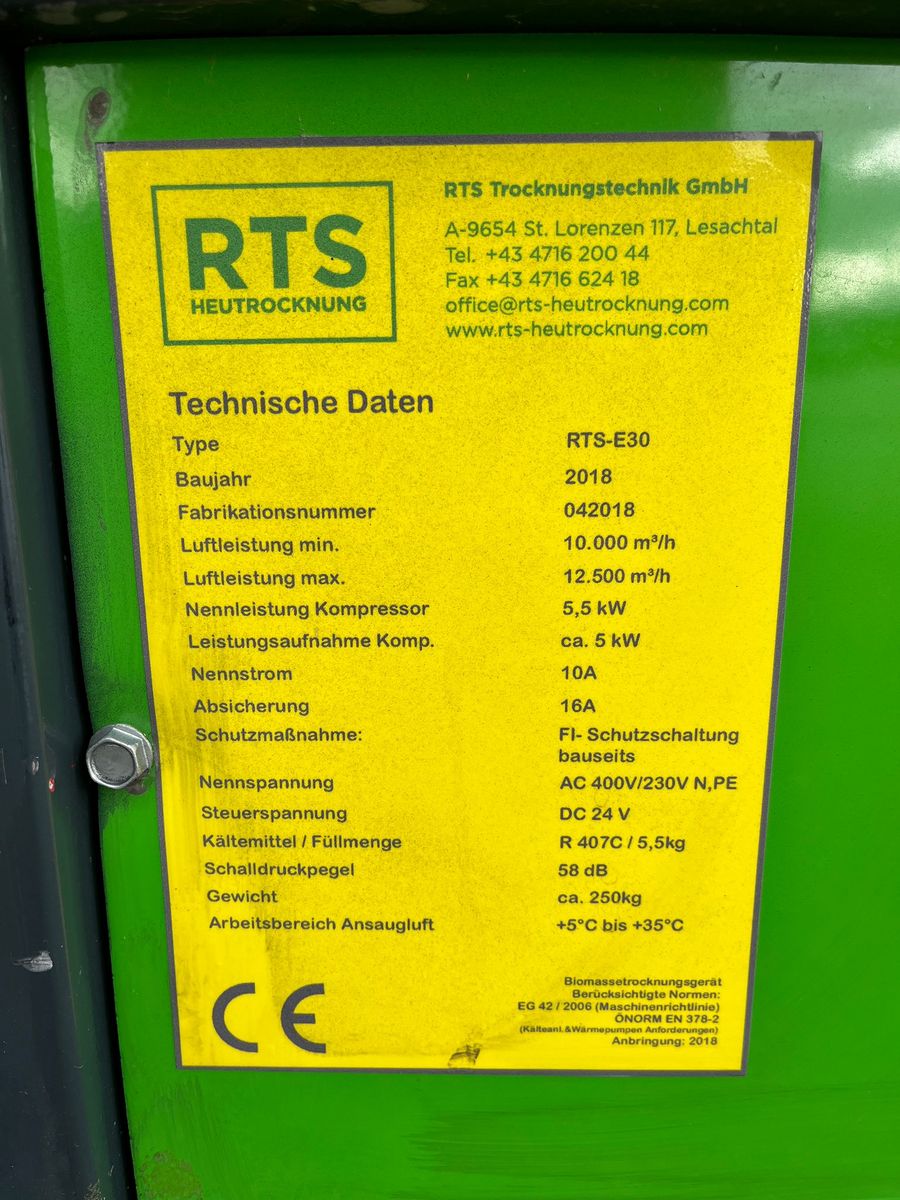 RTS
HEUTROCKNUNG
RTS Trocknungstechnik GmbH
A-9654 St. Lorenzen 117, Lesachtal
Tel. +43 4716 200 44
Fax +43 4716 624 18
office@rts-heutrocknung.com
www.rts-heutrocknung.com
Technische Daten
Type RTS-E30
Baujahr 2018
Fabrikationsnummer 042018
Luftleistung min. 10.000 m³/h
Luftleistung max. 12.500 m³/h
Nennleistung Kompressor 5,5 kW
Leistungsaufnahme Komp. ca. 5 kW
Nennstrom 10A
Absicherung 16A
Schutzmaßnahme: FI- Schutzschaltung
bauseits
Nennspannung AC 400V/230V N,PE
Steuerspannung DC 24 V
Kältemittel / Füllmenge R 407C / 5,5kg
Schalldruckpegel 58 dB
Gewicht ca. 250kg
Arbeitsbereich Ansaugluft +5°C bis +35°C
CE
Biomassetrocknungsgerät
Berücksichtigte Normen:
EG 42 / 2006 (Maschinenrichtlinie)
ÖNORM EN 378-2
(Kälteanl.&Wärmepumpen Anforderungen)
Anbringung: 2018